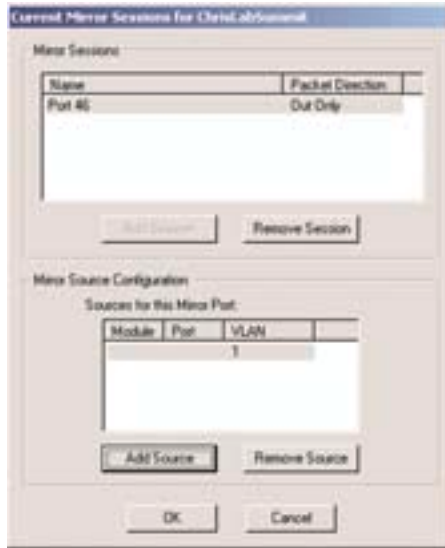 Current Mirror Sessions for ChrisLabSummit
Mirror Sessions
Name Packet Direction
Port 46 Out Only
Add Session Remove Session
Mirror Source Configuration
Sources for this Mirror Port:
Module Port VLAN
1
Add Source Remove Source
OK Cancel